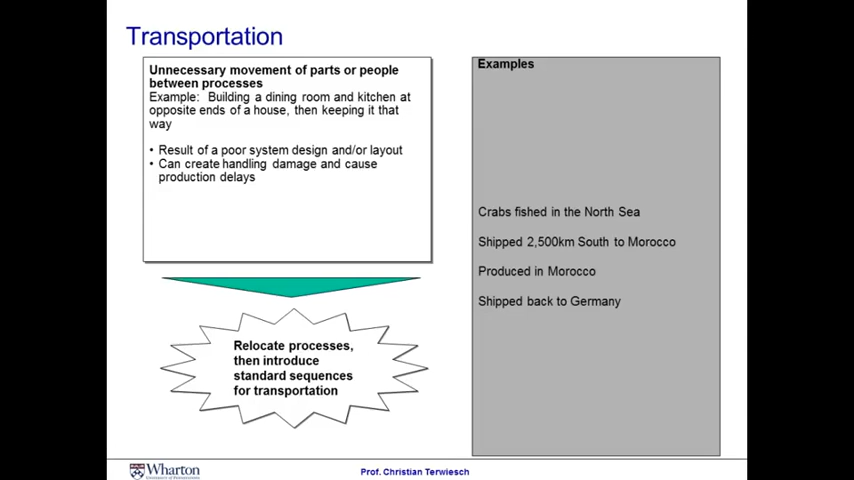 Transportation
Unnecessary movement of parts or people
between processes
Example: Building a dining room and kitchen at
opposite ends of a house, then keeping it that
way
• Result of a poor system design and/or layout
• Can create handling damage and cause
production delays
Relocate processes,
then introduce
standard sequences
for transportation
Examples
Crabs fished in the North Sea
Shipped 2,500km South to Morocco
Produced in Morocco
Shipped back to Germany
Wharton
University of Pennsylvania
Prof. Christian Terwiesch